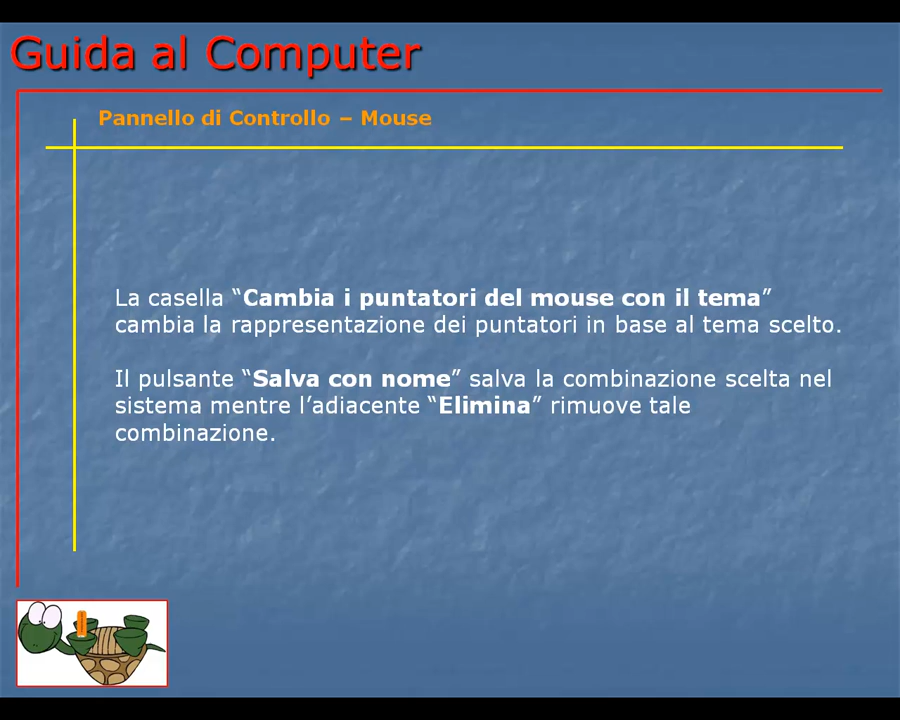 Guida al Computer
Pannello di Controllo – Mouse
La casella “Cambia i puntatori del mouse con il tema”
cambia la rappresentazione dei puntatori in base al tema scelto.
Il pulsante “Salva con nome” salva la combinazione scelta nel
sistema mentre l’adiacente “Elimina” rimuove tale
combinazione.